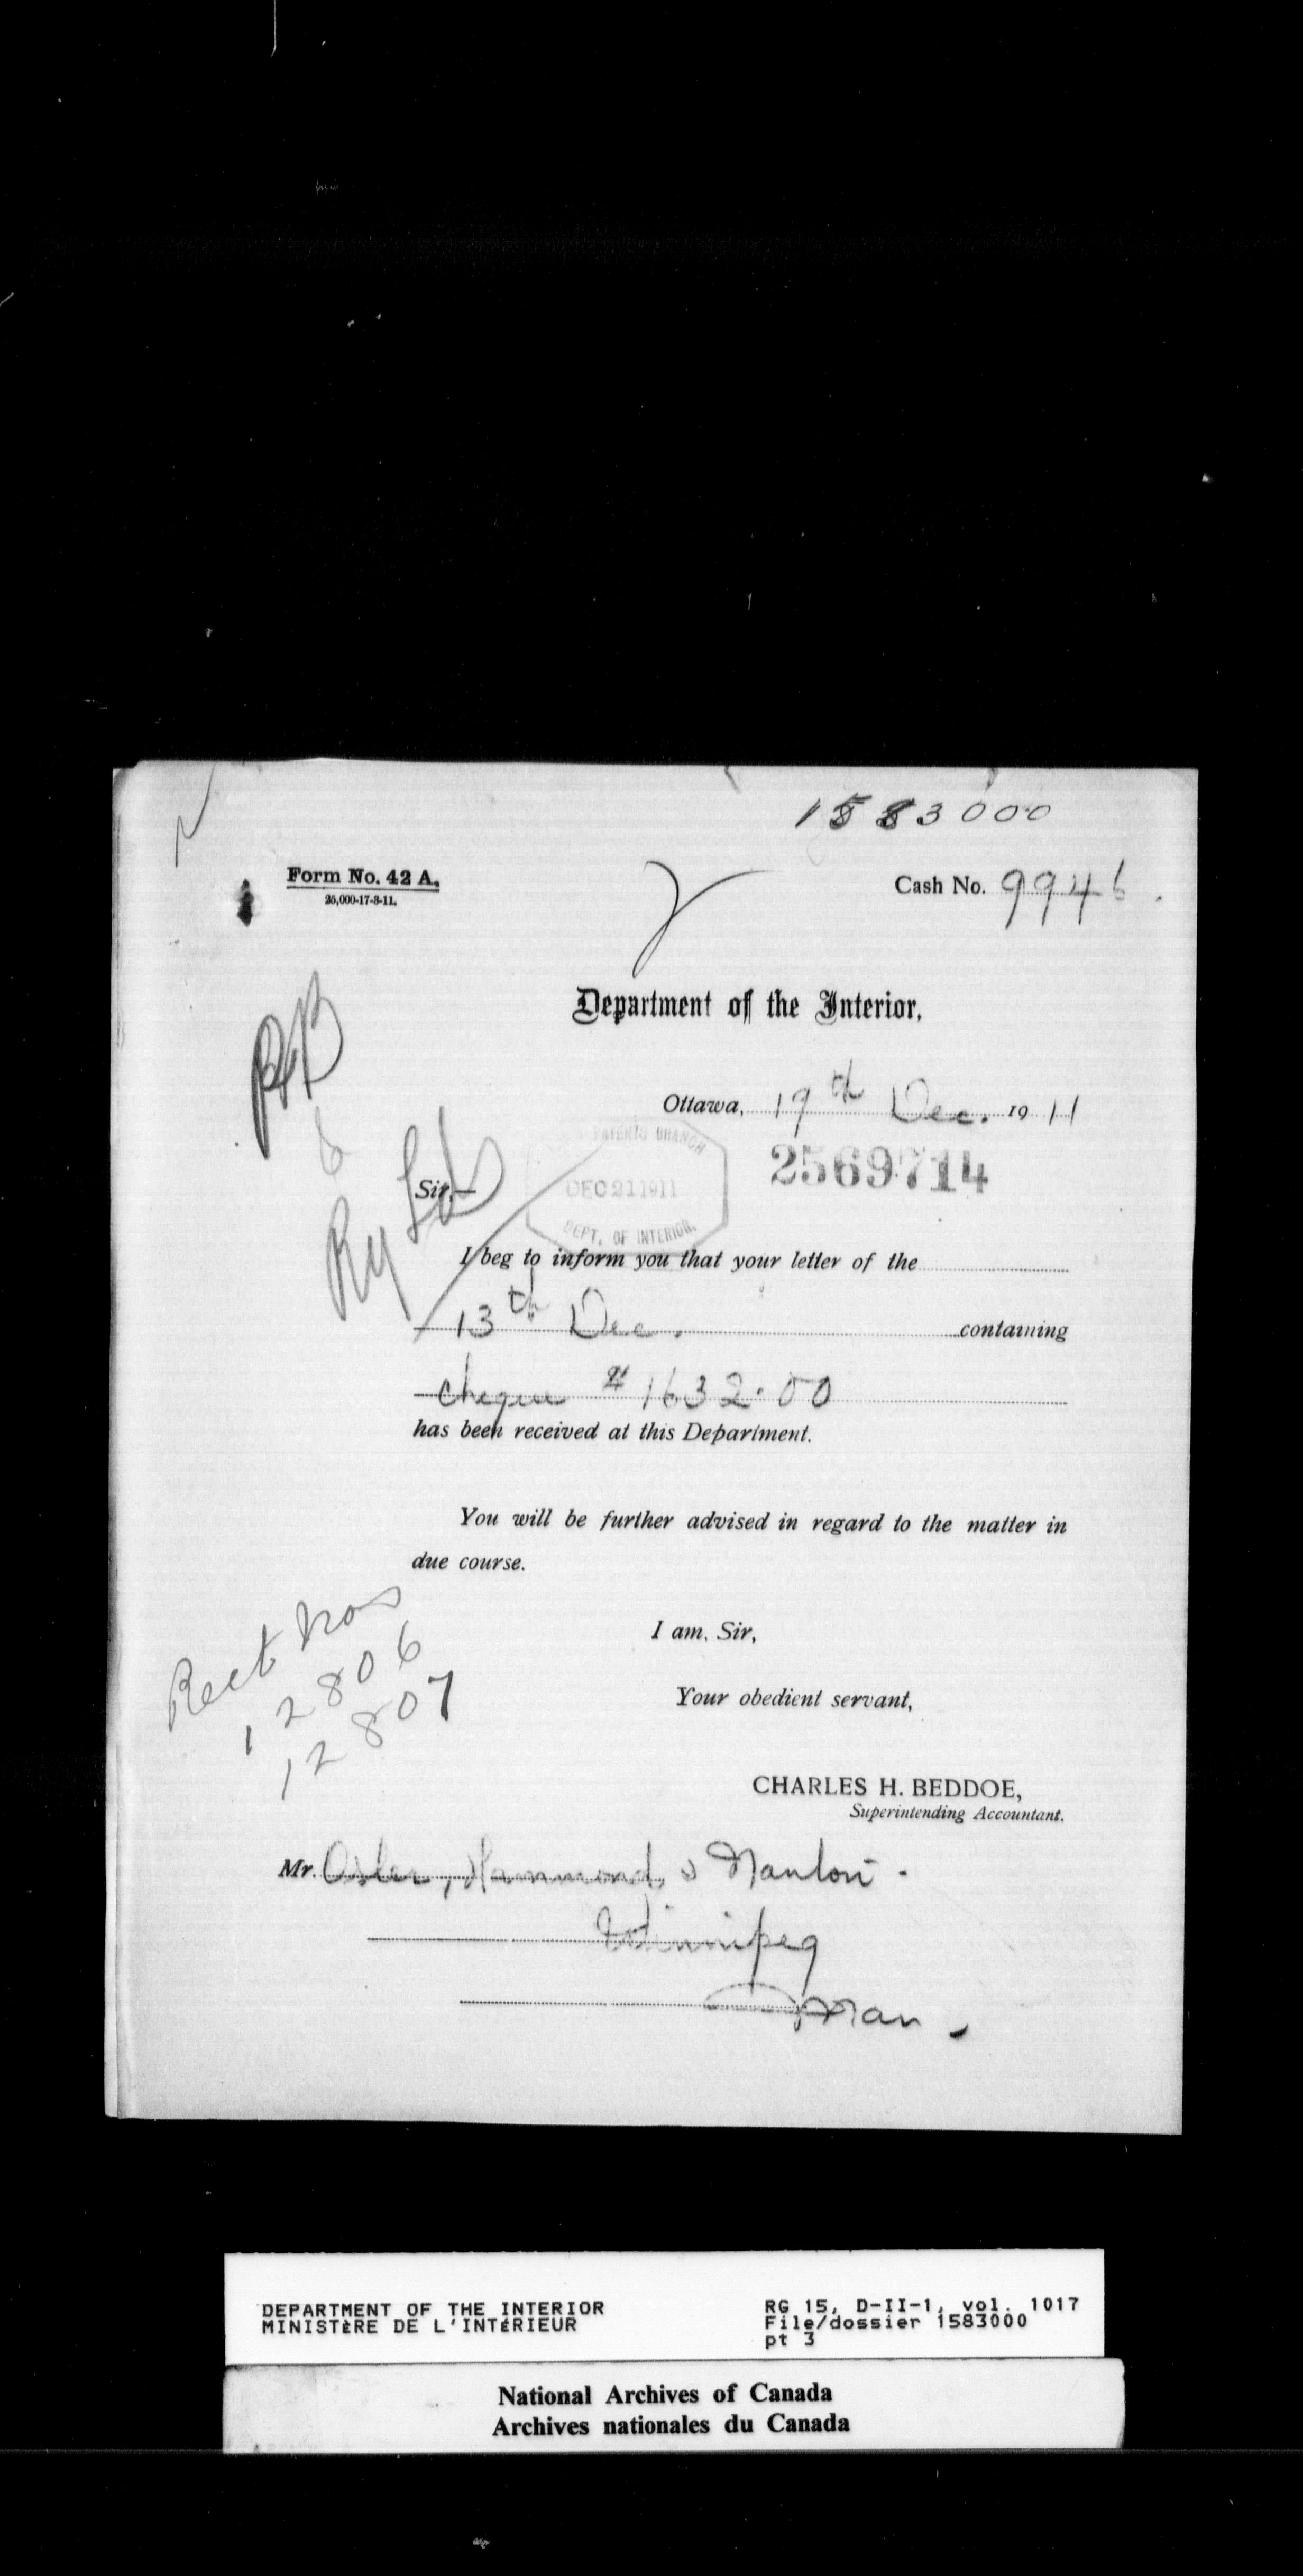 1583000
Form No. 42 A.
25,000-17-3-11.
Cash No. 9946.
Department of the Interior.
Ottawa, 19th Dec. 1911
PATENTS BRANCH
DEC 21 1911
DEPT. OF INTERIOR.
2569714
Sir,—
Ry
I beg to inform you that your letter of the
13th Dec. containing
cheque # 1632.00
has been received at this Department.
You will be further advised in regard to the matter in
due course.
I am, Sir,
Your obedient servant,
Rect Nos
12806
12807
CHARLES H. BEDDOE,
Superintending Accountant.
Mr. Osler, Hammond & Nanton.
Winnipeg
Man.
DEPARTMENT OF THE INTERIOR
MINISTÈRE DE L'INTÉRIEUR
RG 15, D-II-1, vol. 1017
File/dossier 1583000
pt 3
National Archives of Canada
Archives nationales du Canada